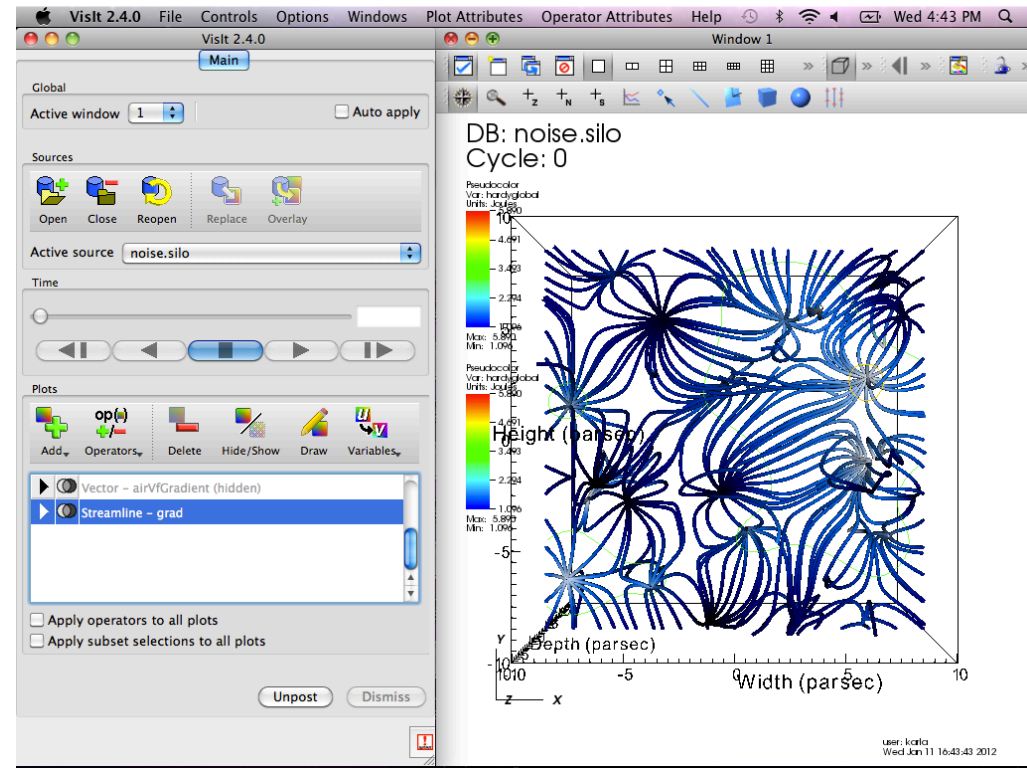 VisIt 2.4.0 File Controls Options Windows Plot Attributes Operator Attributes Help Wed 4:43 PM
VisIt 2.4.0
Main
Global
Active window 1 Auto apply
Sources
Open Close Reopen Replace Overlay
Active source noise.silo
Time
Plots
op(=)
+/-
Add Operators Delete Hide/Show Draw Variables
Vector – airVfGradient (hidden)
Streamline – grad
Apply operators to all plots
Apply subset selections to all plots
Unpost Dismiss
Window 1
+z +N +s
DB: noise.silo
Cycle: 0
Pseudocolor
Var: hardyglobal
Units: Joules
5.890
10
4.691
3.493
2.294
1.096
Max: 5.890
Min: 1.096
Pseudocolor
Var: hardyglobal
Units: Joules
5.890
4.691
Height (parsec)
3.493
2.294
1.096
Max: 5.890
Min: 1.096
-5
Y
Depth (parsec)
-10
-5 0 5 10
Width (parsec)
Z X
user: karla
Wed Jan 11 16:43:43 2012